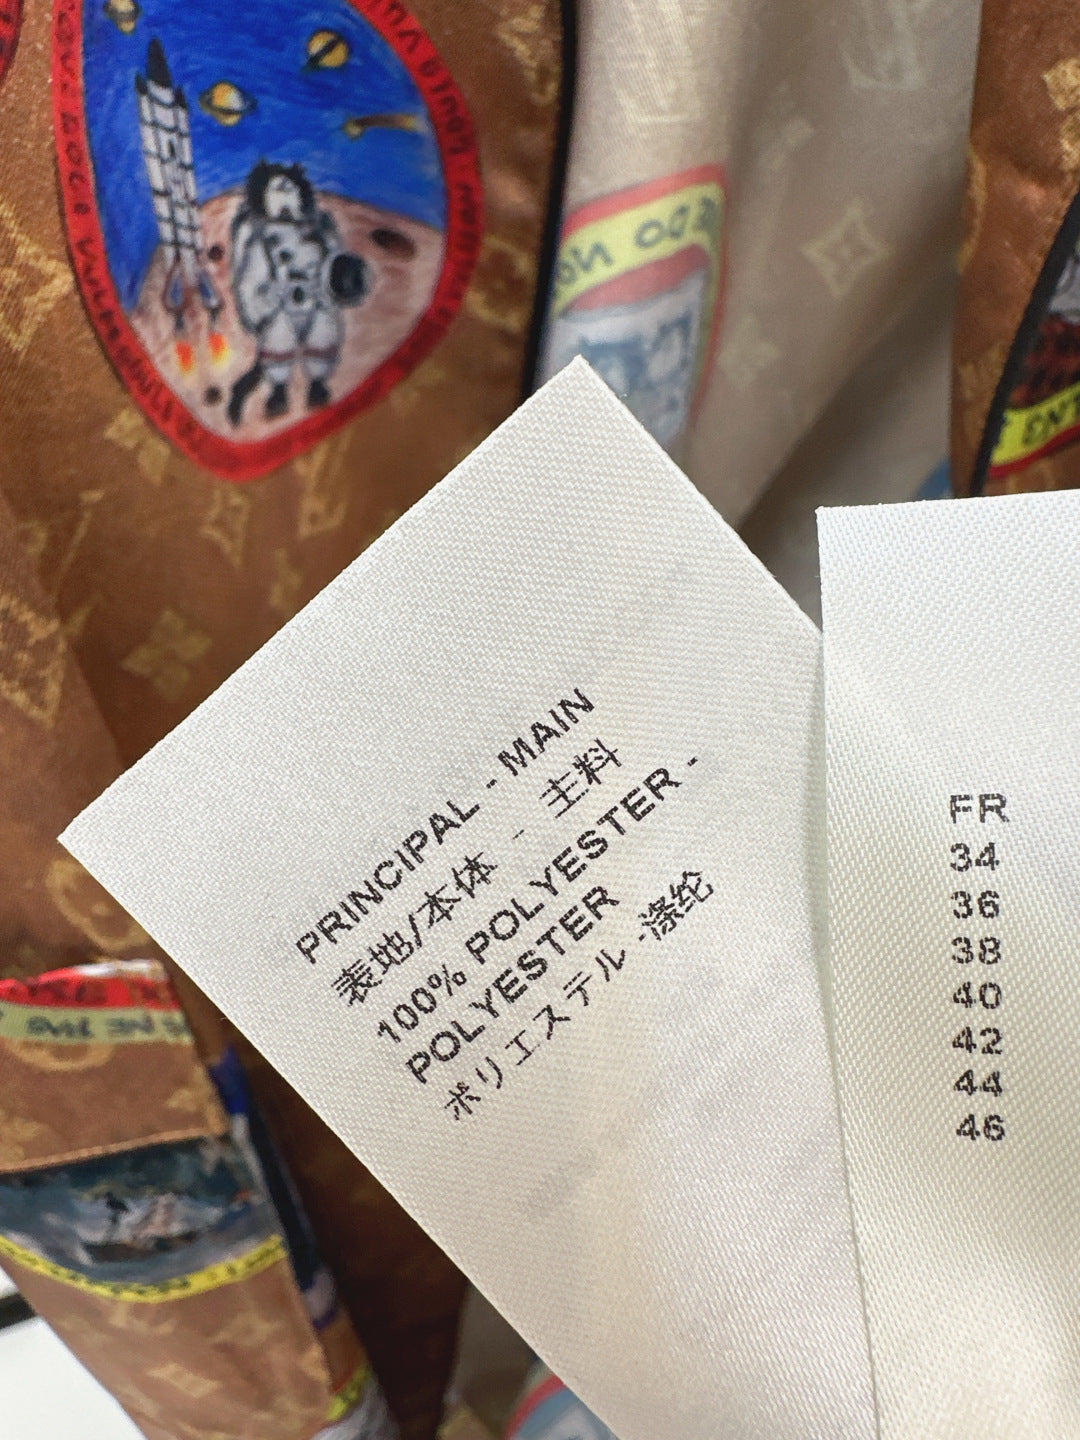 PRINCIPAL - MAIN
表地/本体 - 主料
100% POLYESTER -
POLYESTER
ポリエステル -涤纶
FR
34
36
38
40
42
44
46